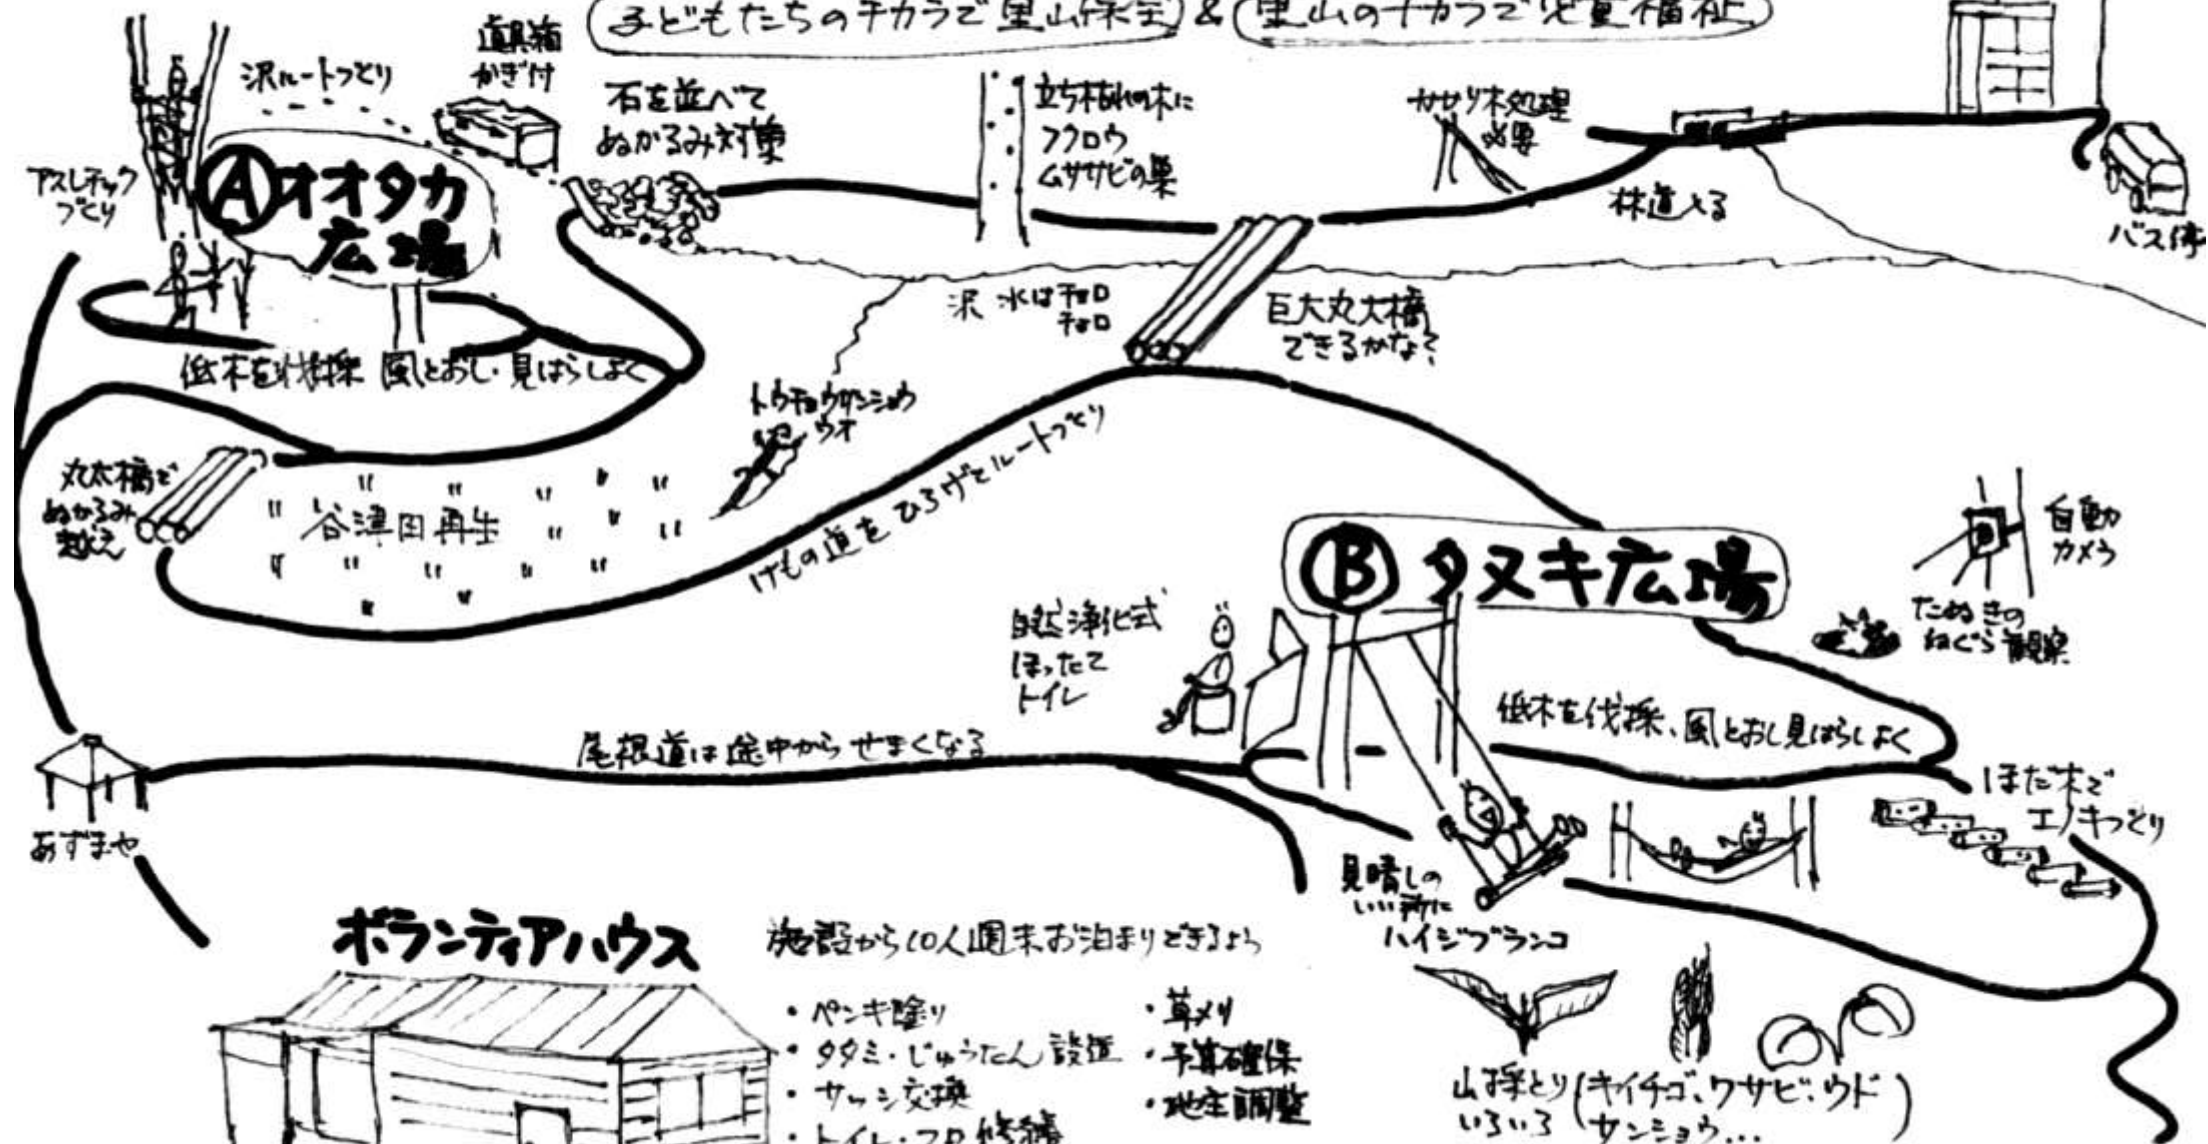 子どもたちのチカラで里山保全 & 里山のチカラで児童福祉
道具箱
かぎ付
沢ルートづくり
石を並べて
ぬかるみ対策
立ち枯れの木に
フクロウ
ムササビの巣
カカリ木処理
必要
林道入る
バス停
アスレチック
づくり
Ⓐオオタカ
広場
沢 水はチョロ
チョロ
巨大丸太橋
できるかな?
低木を伐採 風とおし・見はらしよく
トウキョウサンショウ
ウオ
丸太橋で
ぬかるみ
越え
谷津田再生
けもの道をひろげてルートづくり
Ⓑタヌキ広場
自動
カメラ
たぬきの
ねぐら観察
自然浄化式
ほったて
トイレ
低木を伐採、風とおし見はらしよく
尾根道は途中からせまくなる
あずまや
ほだ木で
エノキづくり
見晴しの
いい所に
ハイジブランコ
ボランティアハウス
施設から10人週末お泊まりできるよう
・ペンキ塗り
・タタミ・じゅうたん設置
・サッシ交換
・トイレ・フロ修繕
・草メリ
・予算確保
・地主調整
山採とり(キイチゴ、ワサビ、ウド
いろいろ サンショウ...)